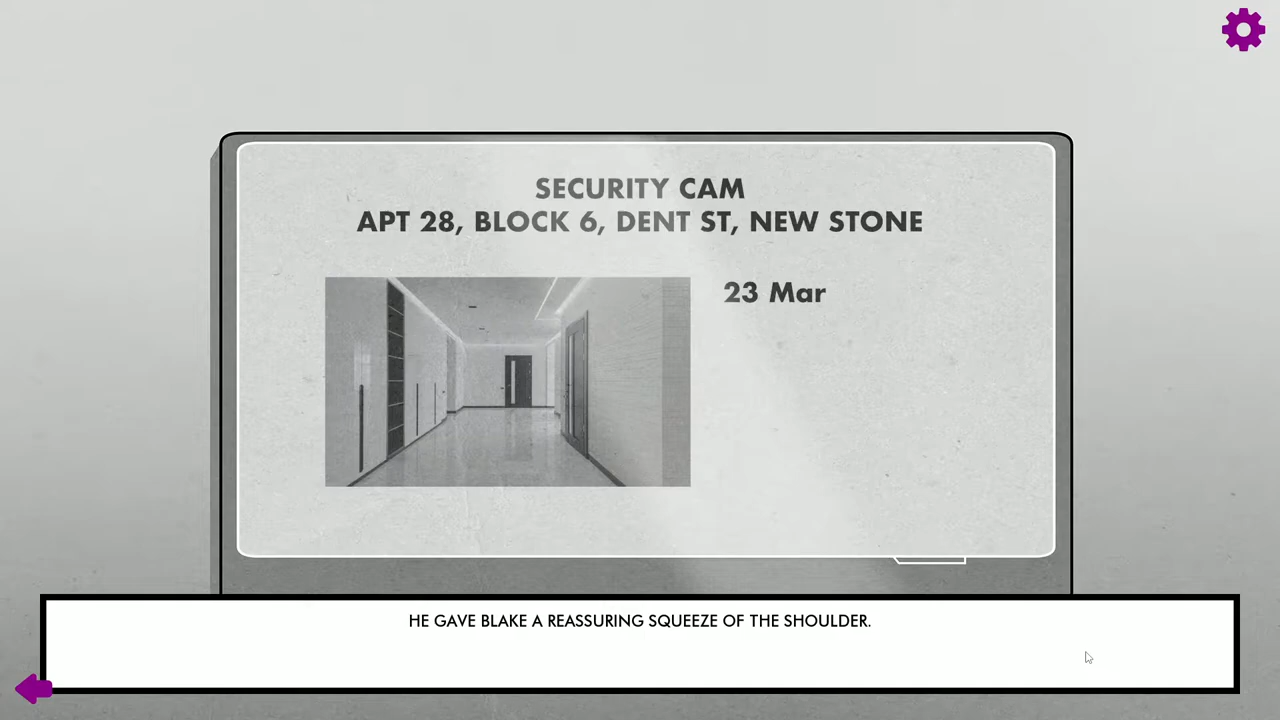 SECURITY CAM
APT 28, BLOCK 6, DENT ST, NEW STONE
23 Mar
HE GAVE BLAKE A REASSURING SQUEEZE OF THE SHOULDER.